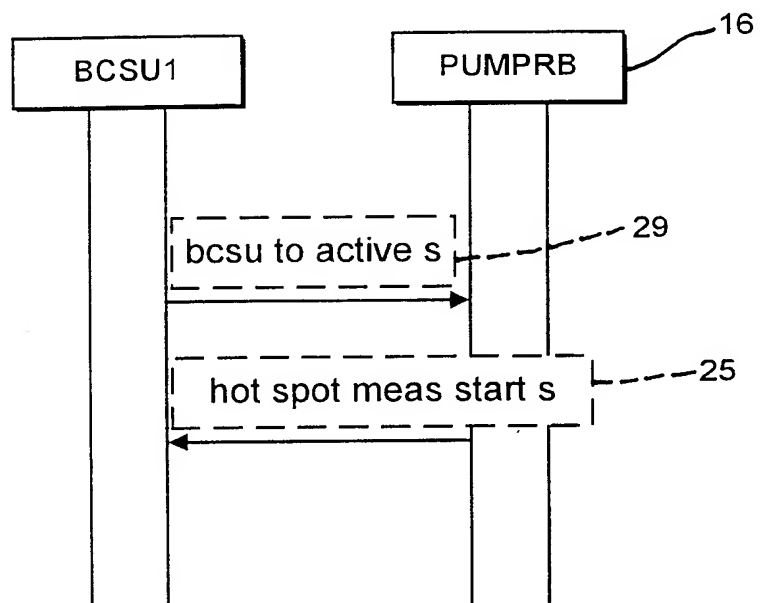 16
BCSU1
PUMPRB
bcsu to active s
29
hot spot meas start s
25